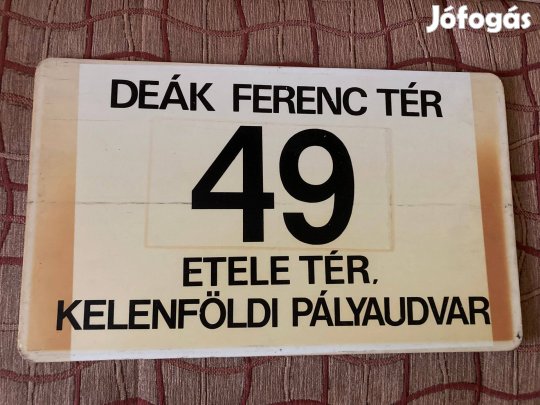 Jófogás
DEÁK FERENC TÉR
49
ETELE TÉR,
KELENFÖLDI PÁLYAUDVAR